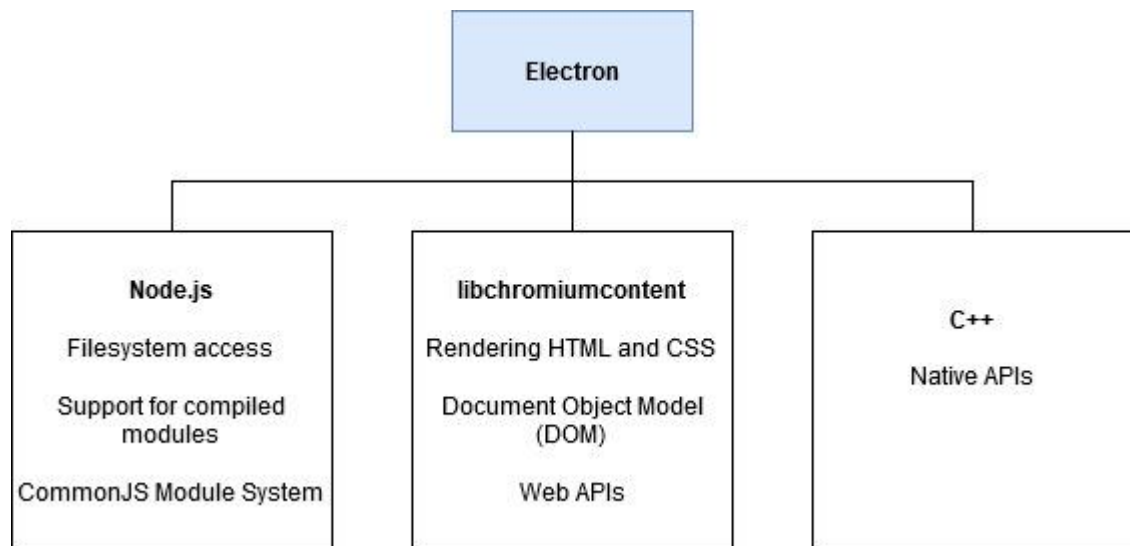 Electron
Node.js
Filesystem access
Support for compiled
modules
CommonJS Module System
libchromiumcontent
Rendering HTML and CSS
Document Object Model
(DOM)
Web APIs
C++
Native APIs